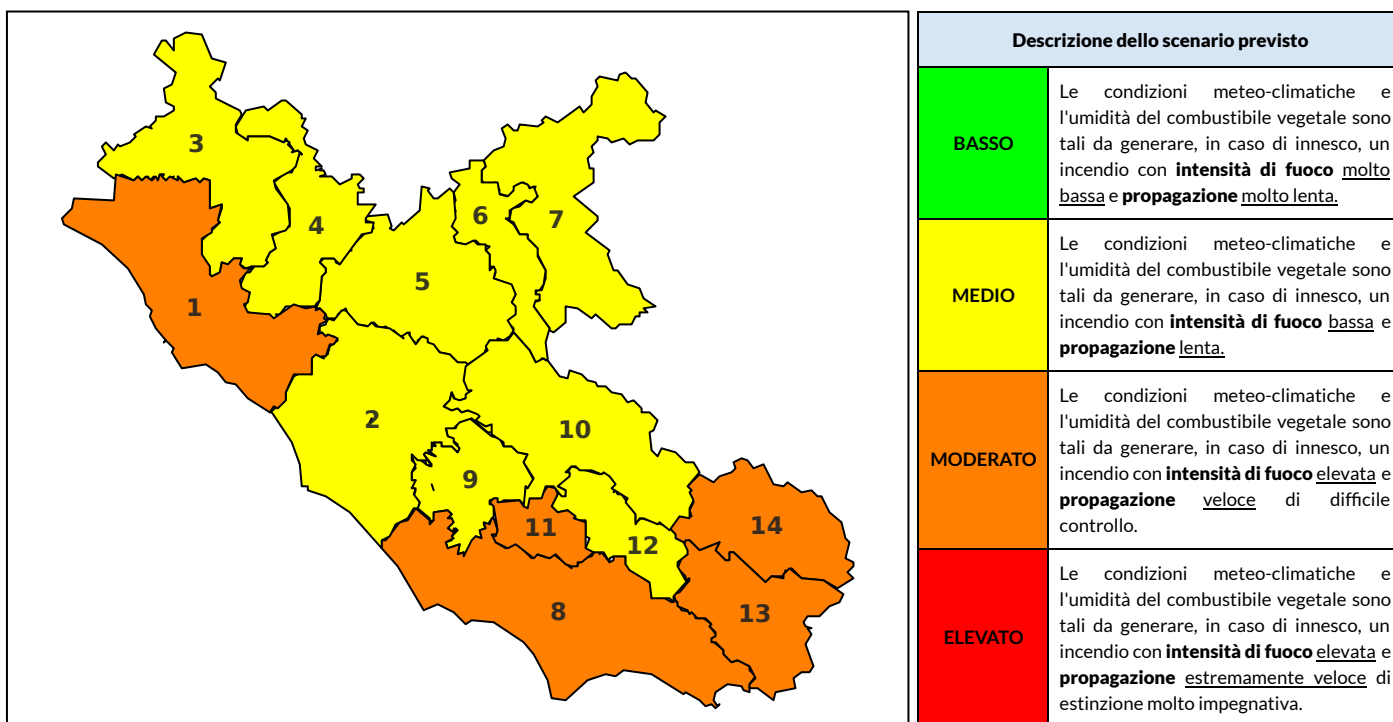 3
4
6
7
5
1
2
10
9
11
12
14
8
13
Descrizione dello scenario previsto
BASSO
Le condizioni meteo-climatiche e
l'umidità del combustibile vegetale sono
tali da generare, in caso di innesco, un
incendio con intensità di fuoco molto
bassa e propagazione molto lenta.
MEDIO
Le condizioni meteo-climatiche e
l'umidità del combustibile vegetale sono
tali da generare, in caso di innesco, un
incendio con intensità di fuoco bassa e
propagazione lenta.
MODERATO
Le condizioni meteo-climatiche e
l'umidità del combustibile vegetale sono
tali da generare, in caso di innesco, un
incendio con intensità di fuoco elevata e
propagazione veloce di difficile
controllo.
ELEVATO
Le condizioni meteo-climatiche e
l'umidità del combustibile vegetale sono
tali da generare, in caso di innesco, un
incendio con intensità di fuoco elevata e
propagazione estremamente veloce di
estinzione molto impegnativa.